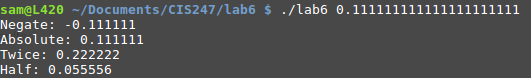 sam@L420 ~/Documents/CIS247/lab6 $ ./lab6 0.111111111111111111111
Negate: -0.111111
Absolute: 0.111111
Twice: 0.222222
Half: 0.055556